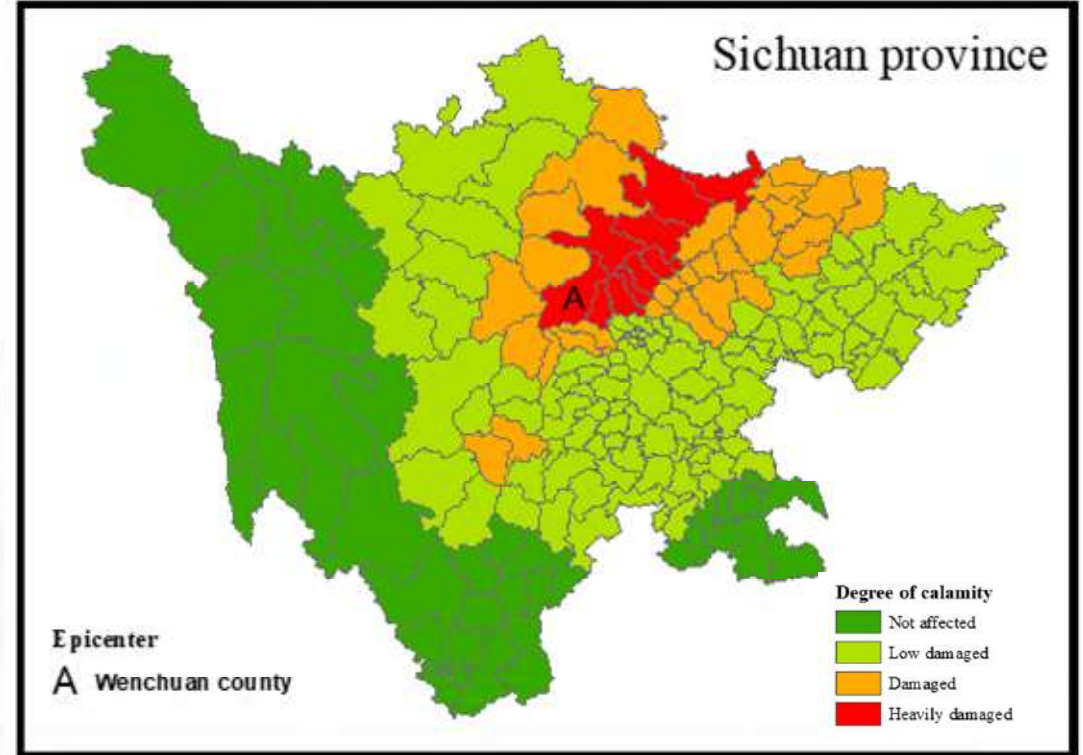 Sichuan province
A
Epicenter
A Wenchuan county
Degree of calamity
Not affected
Low damaged
Damaged
Heavily damaged